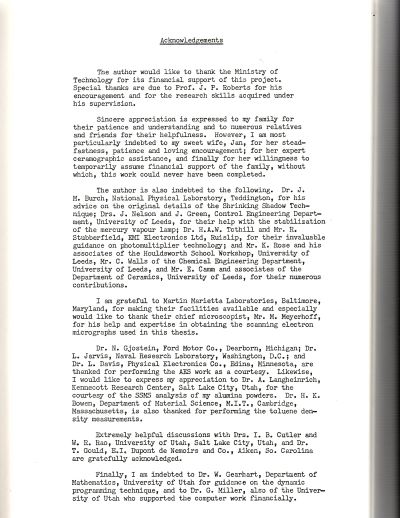 Acknowledgements
The author would like to thank the Ministry of
Technology for its financial support of this project.
Special thanks are due to Prof. J. P. Roberts for his
encouragement and for the research skills acquired under
his supervision.
Sincere appreciation is expressed to my family for
their patience and understanding and to numerous relatives
and friends for their helpfulness. However, I am most
particularly indebted to my sweet wife, Jan, for her stead-
fastness, patience and loving encouragement; for her expert
ceramographic assistance, and finally for her willingness to
temporarily assume financial support of the family, without
which, this work could never have been completed.
The author is also indebted to the following. Dr. J.
M. Burch, National Physical Laboratory, Teddington, for his
advice on the original details of the Shrinking Shadow Tech-
nique; Drs. J. Nelson and J. Green, Control Engineering Depart-
ment, University of Leeds, for their help with the stabilisation
of the mercury vapour lamp; Dr. H.A.W. Tothill and Mr. R.
Stubberfield, EMI Electronics Ltd, Ruislip, for their invaluable
guidance on photomultiplier technology; and Mr. K. Rose and his
associates of the Houldsworth School Workshop, University of
Leeds, Mr. C. Walls of the Chemical Engineering Department,
University of Leeds, and Mr. E. Camm and associates of the
Department of Ceramics, University of Leeds, for their numerous
contributions.
I am grateful to Martin Marietta Laboratories, Baltimore,
Maryland, for making their facilities available and especially
would like to thank their chief microscopist, Mr. M. Meyerhoff,
for his help and expertise in obtaining the scanning electron
micrographs used in this thesis.
Dr. N. Gjostein, Ford Motor Co., Dearborn, Michigan; Dr.
L. Jarvis, Naval Research Laboratory, Washington, D.C.; and
Dr. L. Davis, Physical Electronics Co., Edina, Minnesota, are
thanked for performing the AES work as a courtesy. Likewise,
I would like to express my appreciation to Dr. A. Langheinrich,
Kennecott Research Center, Salt Lake City, Utah, for the
courtesy of the SSMS analysis of my alumina powders. Dr. H. K.
Bowen, Department of Material Science, M.I.T., Cambridge,
Massachusetts, is also thanked for performing the toluene den-
sity measurements.
Extremely helpful discussions with Drs. I. B. Cutler and
W. R. Rao, University of Utah, Salt Lake City, Utah, and Dr.
T. Gould, E.I. Dupont de Nemoirs and Co., Aiken, So. Carolina
are gratefully acknowledged.
Finally, I am indebted to Dr. W. Gearhart, Department of
Mathematics, University of Utah for guidance on the dynamic
programming technique, and to Dr. G. Miller, also of the Univer-
sity of Utah who supported the computer work financially.